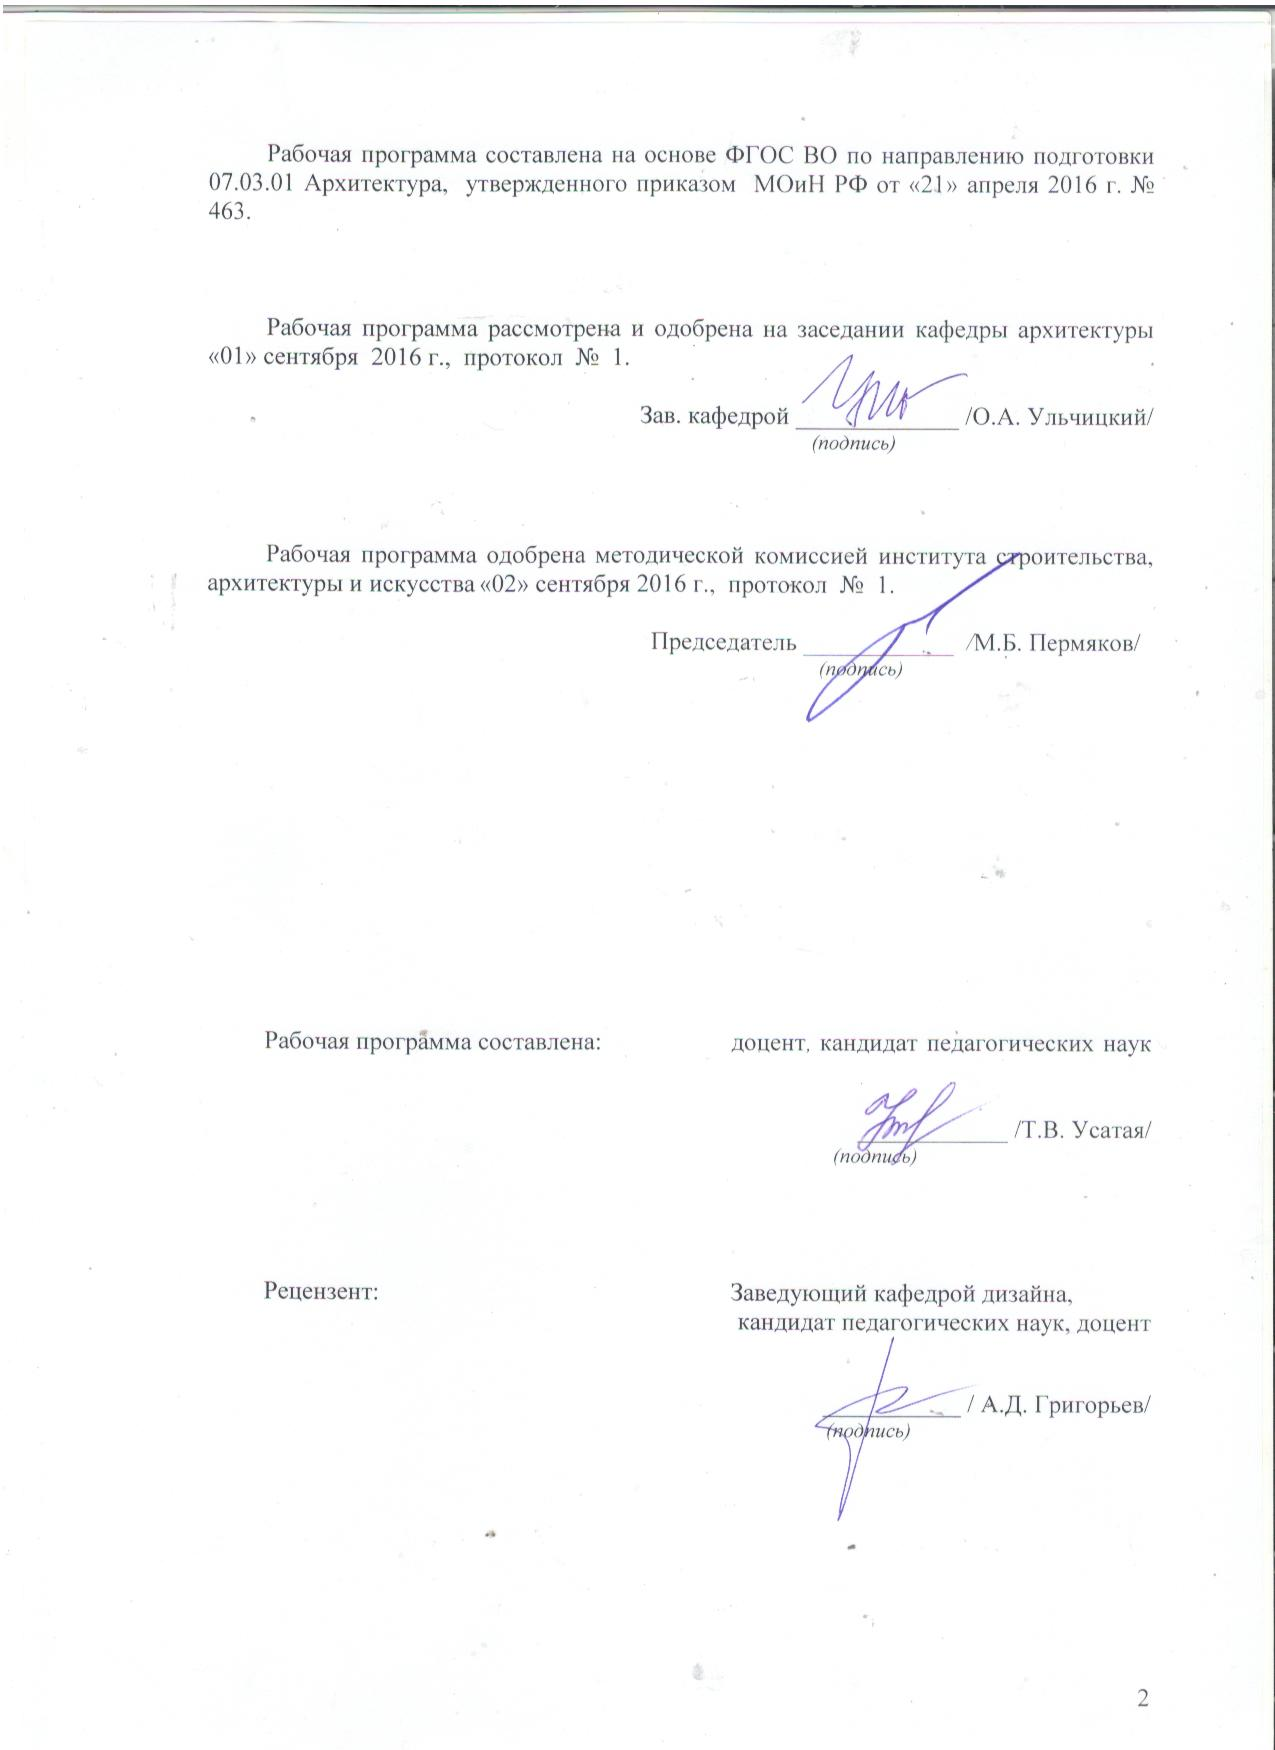 Рабочая программа составлена на основе ФГОС ВО по направлению подготовки
07.03.01 Архитектура, утвержденного приказом МОиН РФ от «21» апреля 2016 г. №
463.
Рабочая программа рассмотрена и одобрена на заседании кафедры архитектуры
«01» сентября 2016 г., протокол № 1.
Зав. кафедрой _____________ /О.А. Ульчицкий/
(подпись)
Рабочая программа одобрена методической комиссией института строительства,
архитектуры и искусства «02» сентября 2016 г., протокол № 1.
Председатель ____________ /М.Б. Пермяков/
(подпись)
Рабочая программа составлена: доцент, кандидат педагогических наук
____________ /Т.В. Усатая/
(подпись)
Рецензент: Заведующий кафедрой дизайна,
кандидат педагогических наук, доцент
___________ / А.Д. Григорьев/
(подпись)
2